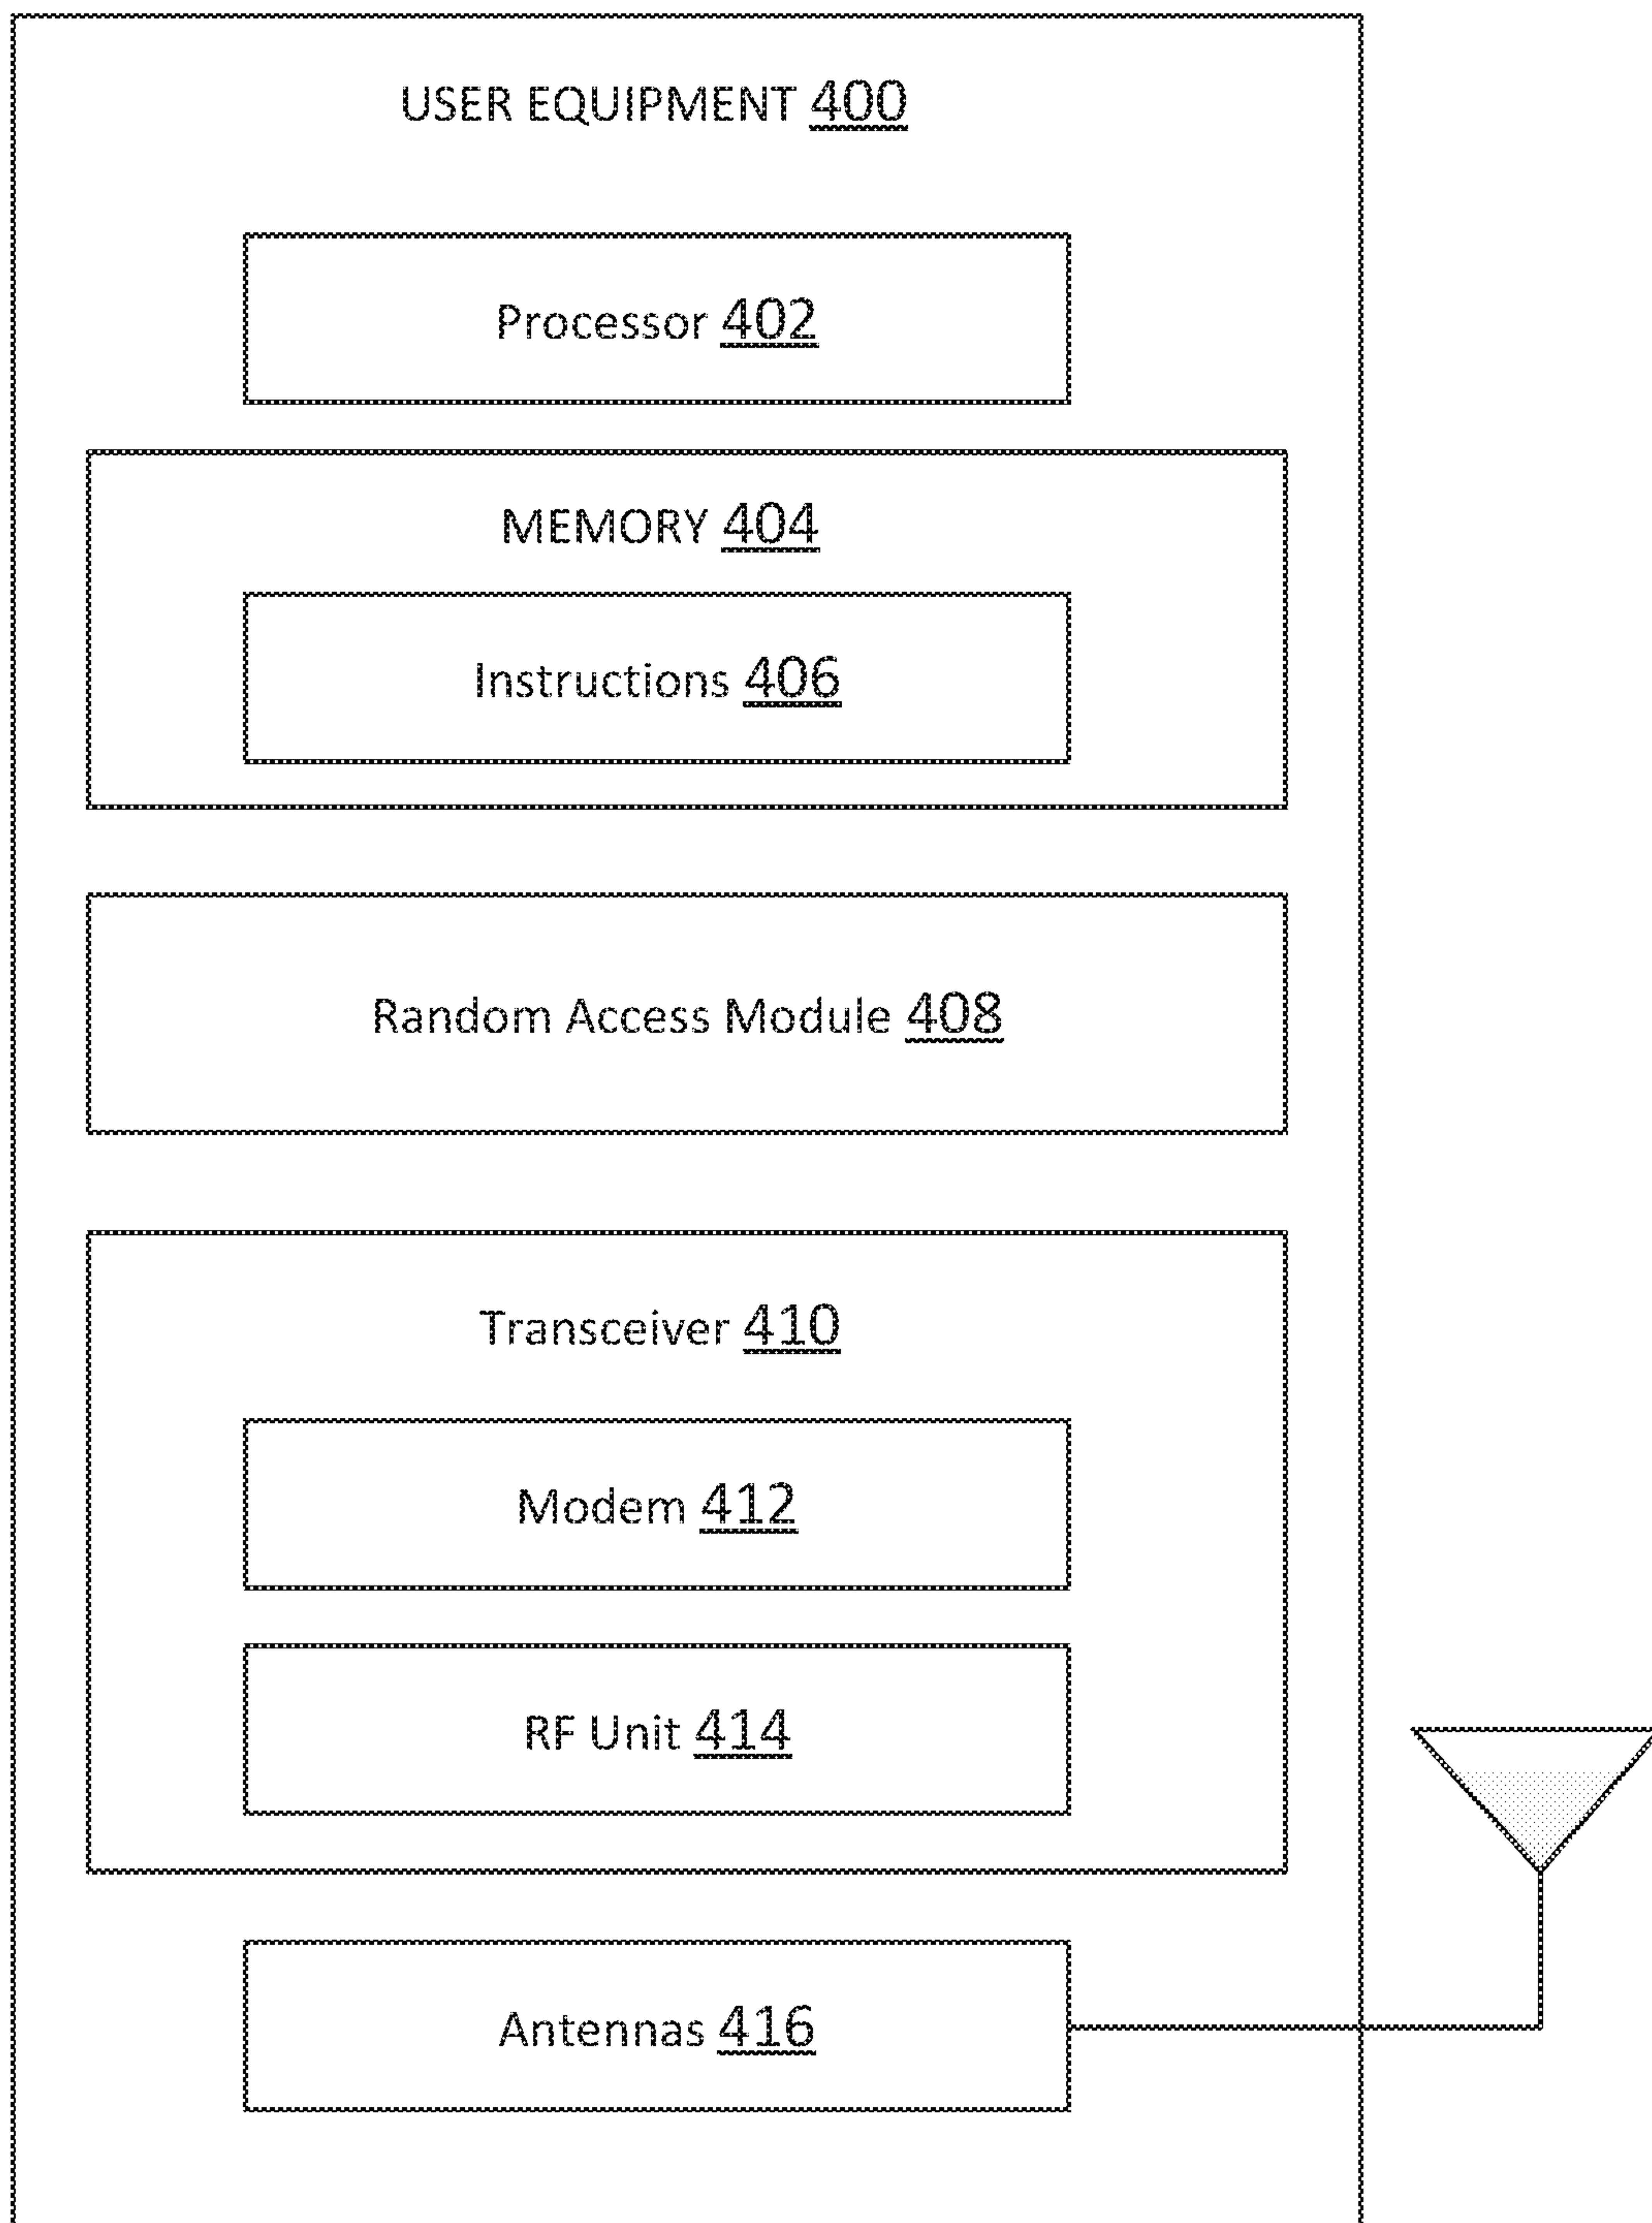 USER EQUIPMENT 400
Processor 402
MEMORY 404
Instructions 406
Random Access Module 408
Transceiver 410
Modem 412
RF Unit 414
Antennas 416